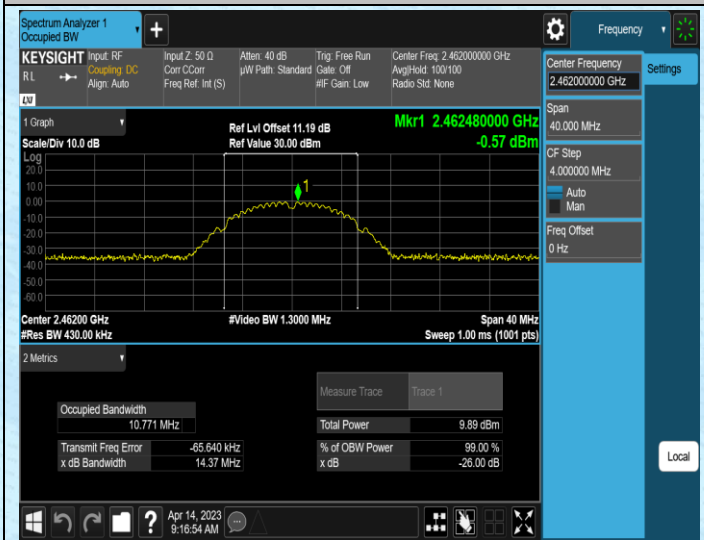 Spectrum Analyzer 1
Occupied BW
Frequency
KEYSIGHT
RL
LXI
Input: RF
Coupling: DC
Align: Auto
Input Z: 50 Ω
Corr CCorr
Freq Ref: Int (S)
Atten: 40 dB
µW Path: Standard
Trig: Free Run
Gate: Off
#IF Gain: Low
Center Freq: 2.462000000 GHz
Avg|Hold: 100/100
Radio Std: None
Center Frequency
2.462000000 GHz
Settings
Span
40.000 MHz
CF Step
4.000000 MHz
Auto
Man
Freq Offset
0 Hz
1 Graph
Scale/Div 10.0 dB
Ref Lvl Offset 11.19 dB
Ref Value 30.00 dBm
Mkr1 2.462480000 GHz
-0.57 dBm
Log
20.0
10.0
0.00
-10.0
-20.0
-30.0
-40.0
-50.0
-60.0
1
Center 2.46200 GHz
#Res BW 430.00 kHz
#Video BW 1.3000 MHz
Span 40 MHz
Sweep 1.00 ms (1001 pts)
2 Metrics
Measure Trace
Trace 1
Occupied Bandwidth
10.771 MHz
Total Power
9.89 dBm
Transmit Freq Error
-65.640 kHz
% of OBW Power
99.00 %
x dB Bandwidth
14.37 MHz
x dB
-26.00 dB
Local
?
Apr 14, 2023
9:16:54 AM